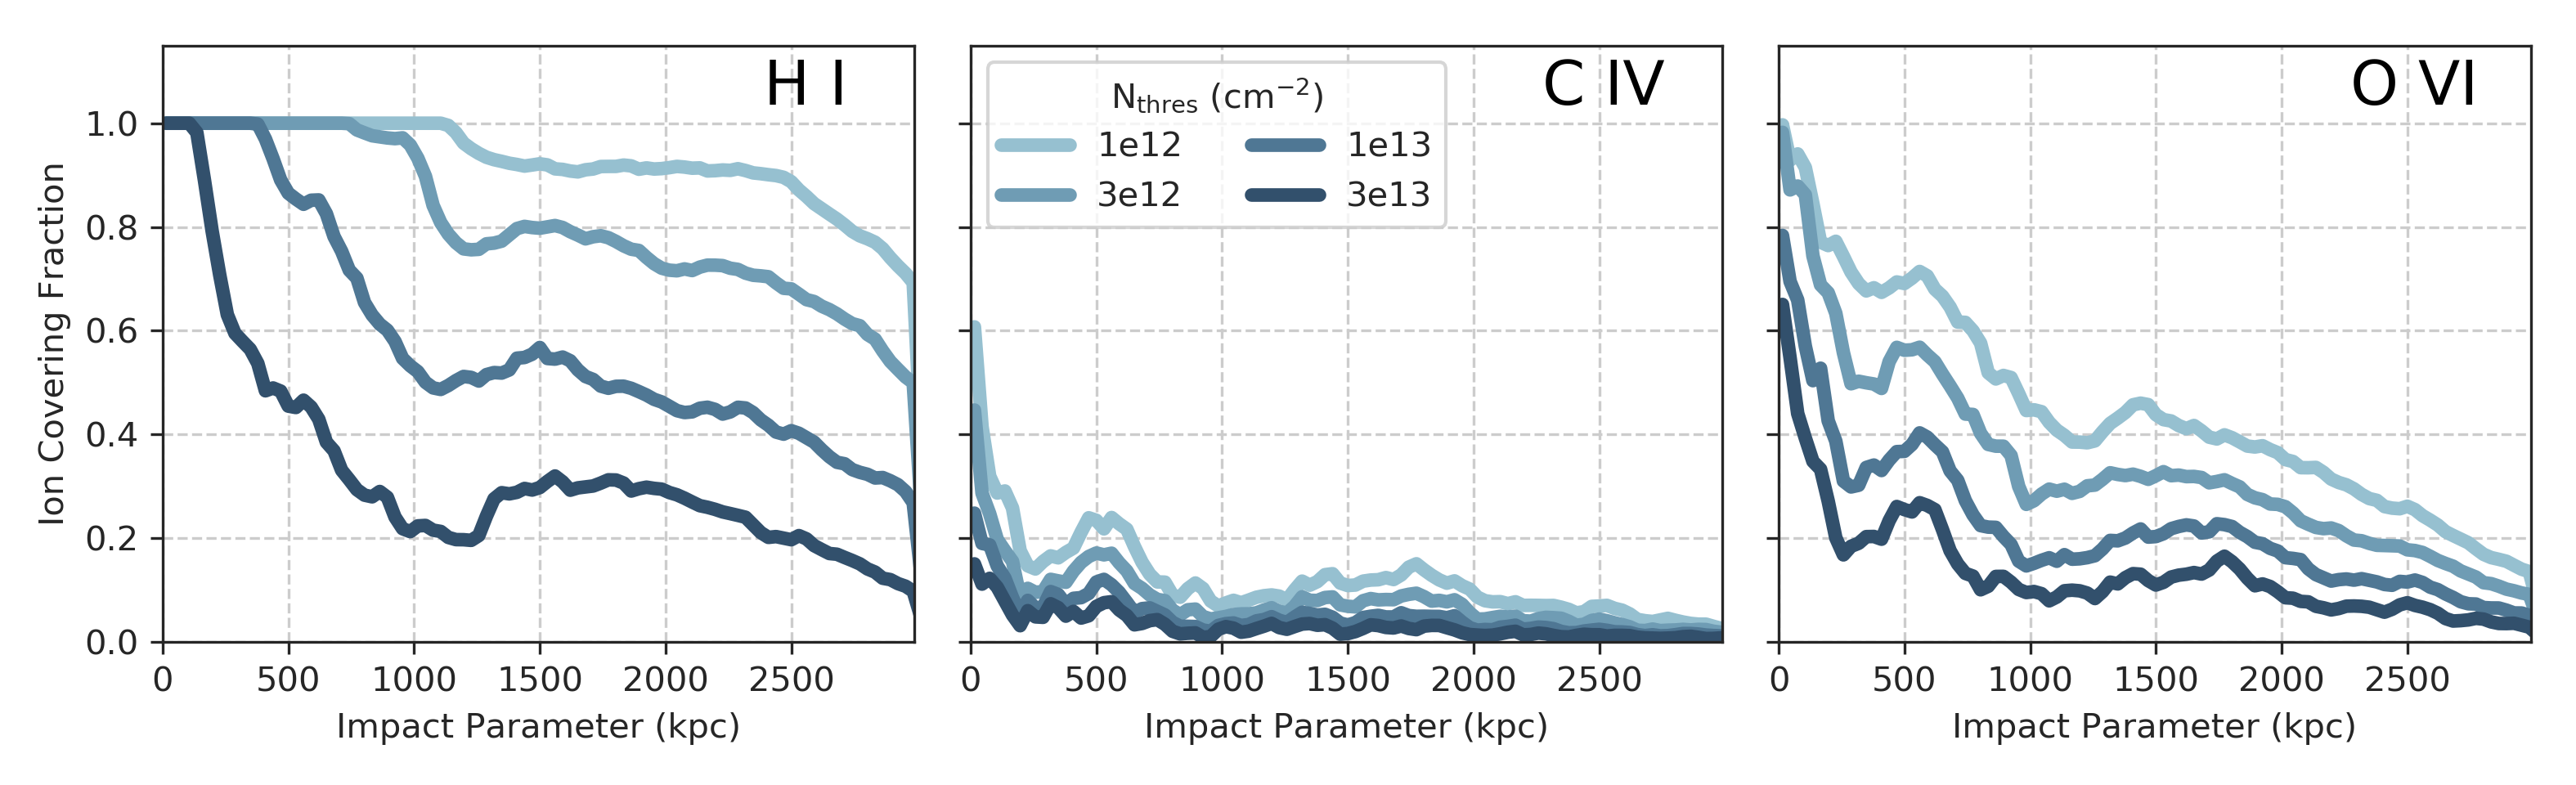 H I
C IV
O VI
N_thres (cm^−2)
1e12 1e13
3e12 3e13
Ion Covering Fraction
1.0
0.8
0.6
0.4
0.2
0.0
0 500 1000 1500 2000 2500
0 500 1000 1500 2000 2500
0 500 1000 1500 2000 2500
Impact Parameter (kpc)
Impact Parameter (kpc)
Impact Parameter (kpc)